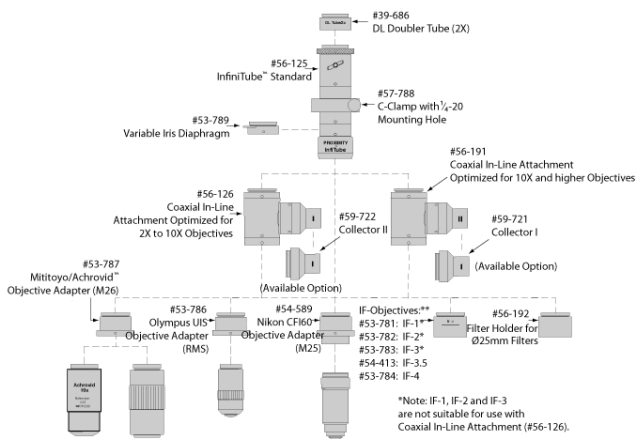 #39-686
DL Doubler Tube (2X)
DL Tube2x
#56-125
InfiniTube™ Standard
#57-788
C-Clamp with ¼-20
Mounting Hole
#53-789
Variable Iris Diaphragm
PROXIMITY
InfiTube
#56-191
Coaxial In-Line Attachment
Optimized for 10X and higher Objectives
#56-126
Coaxial In-Line
Attachment Optimized for
2X to 10X Objectives
I
II
#59-722
Collector II
#59-721
Collector I
I
I
(Available Option)
(Available Option)
#53-787
Mititoyo/Achrovid™
Objective Adapter (M26)
#53-786
Olympus UIS
Objective Adapter
(RMS)
#54-589
Nikon CFI60
Objective Adapter
(M25)
IF-Objectives:**
#53-781: IF-1*
#53-782: IF-2*
#53-783: IF-3*
#54-413: IF-3.5
#53-784: IF-4
#56-192
Filter Holder for
Ø25mm Filters
*Note: IF-1, IF-2 and IF-3
are not suitable for use with
Coaxial In-Line Attachment (#56-126).